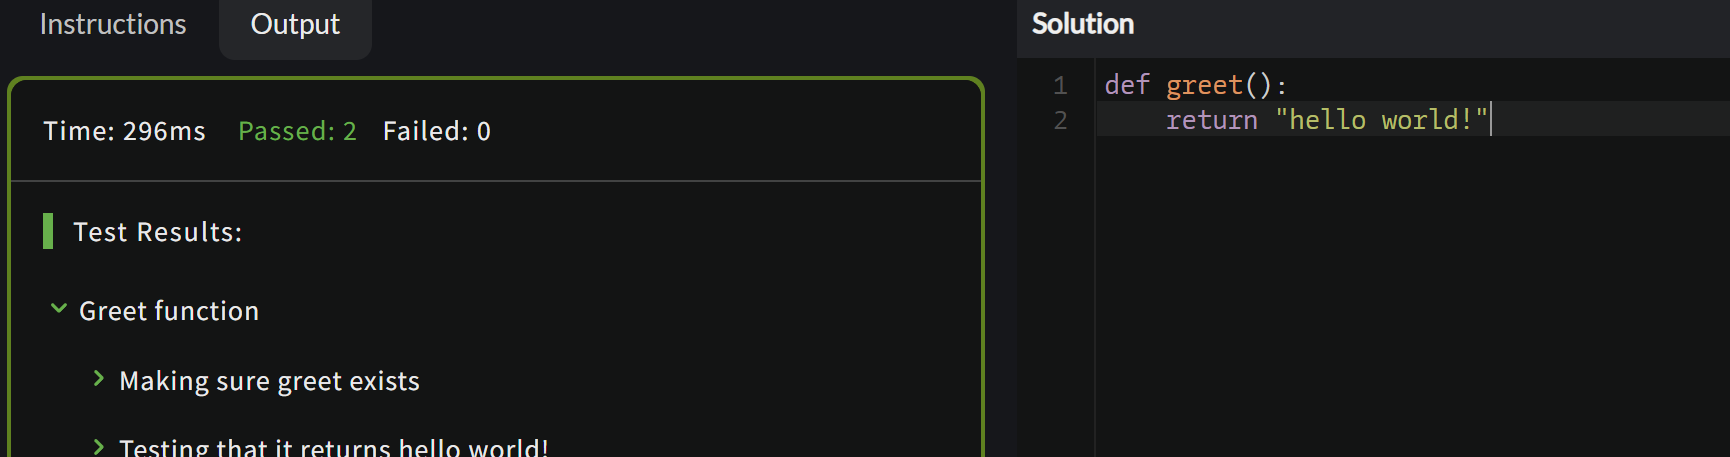 Instructions Output
Time: 296ms Passed: 2 Failed: 0
Test Results:
Greet function
Making sure greet exists
Testing that it returns hello world!
Solution
1 def greet():
2     return "hello world!"